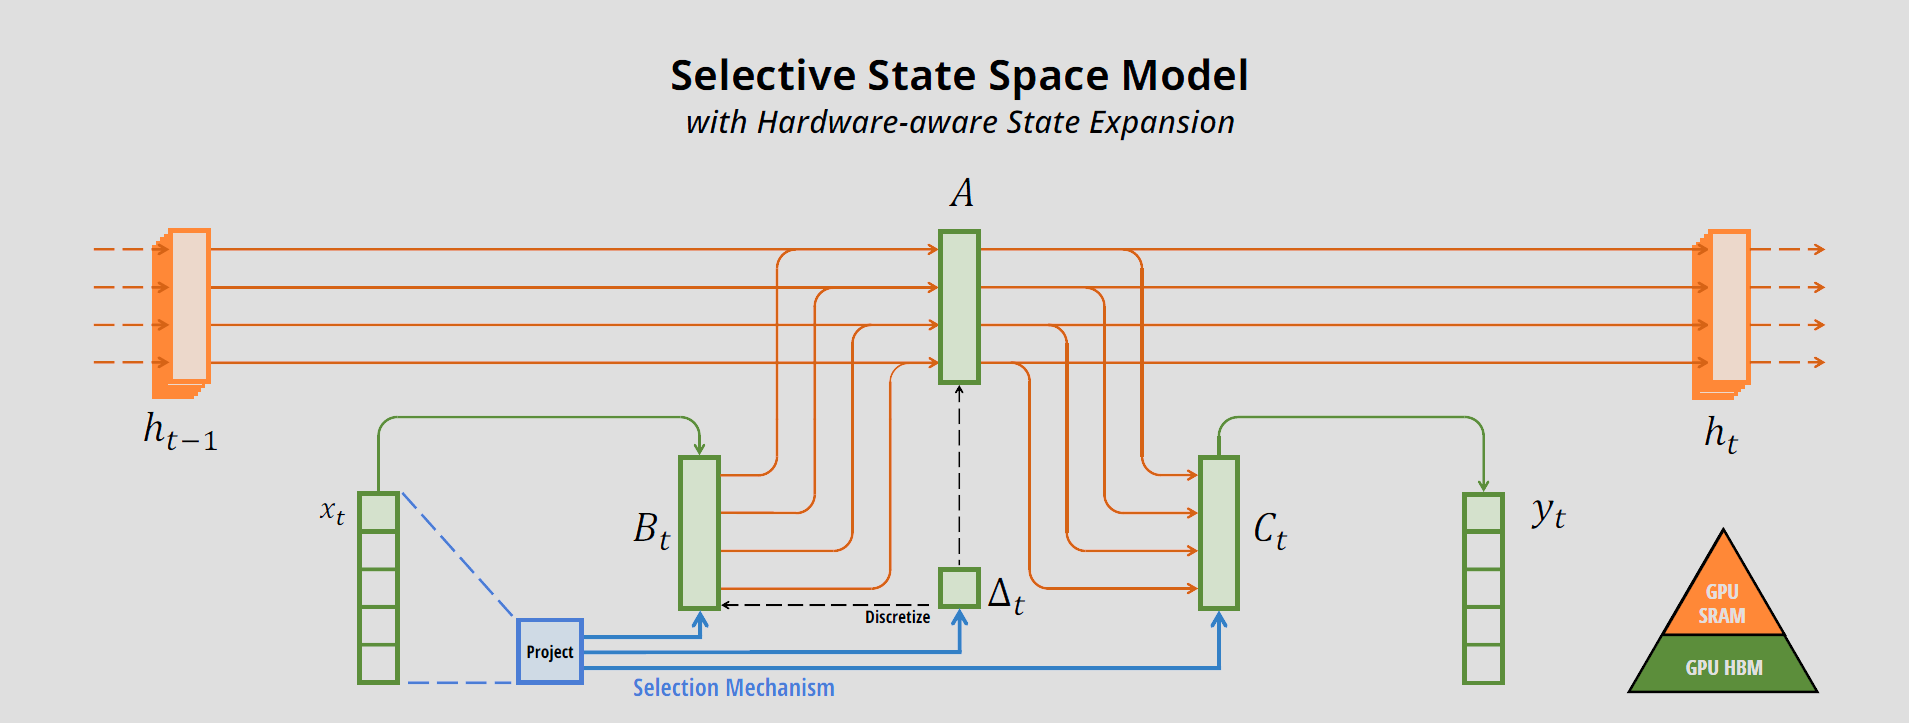 Selective State Space Model
with Hardware-aware State Expansion
A
h_{t-1}
h_t
x_t
B_t
C_t
y_t
Δ_t
Discretize
Project
Selection Mechanism
GPU
SRAM
GPU HBM